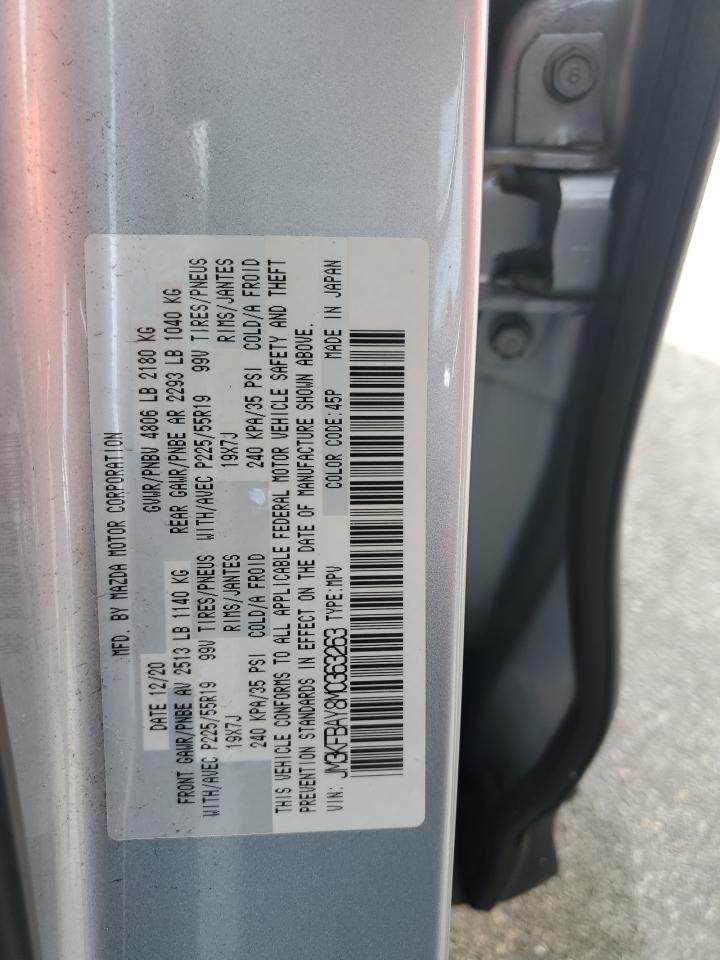 MFD. BY MAZDA MOTOR CORPORATION
DATE 12/20 GVWR/PNBV 4806 LB 2180 KG
FRONT GAWR/PNBE AV 2513 LB 1140 KG REAR GAWR/PNBE AR 2293 LB 1040 KG
WITH/AVEC P225/55R19 99V TIRES/PNEUS WITH/AVEC P225/55R19 99V TIRES/PNEUS
19X7J RIMS/JANTES 19X7J RIMS/JANTES
240 KPA/35 PSI COLD/A FROID 240 KPA/35 PSI COLD/A FROID
THIS VEHICLE CONFORMS TO ALL APPLICABLE FEDERAL MOTOR VEHICLE SAFETY AND THEFT
PREVENTION STANDARDS IN EFFECT ON THE DATE OF MANUFACTURE SHOWN ABOVE.
VIN: JM3KFBAY8M0363263 TYPE:MPV COLOR CODE:45P MADE IN JAPAN
8